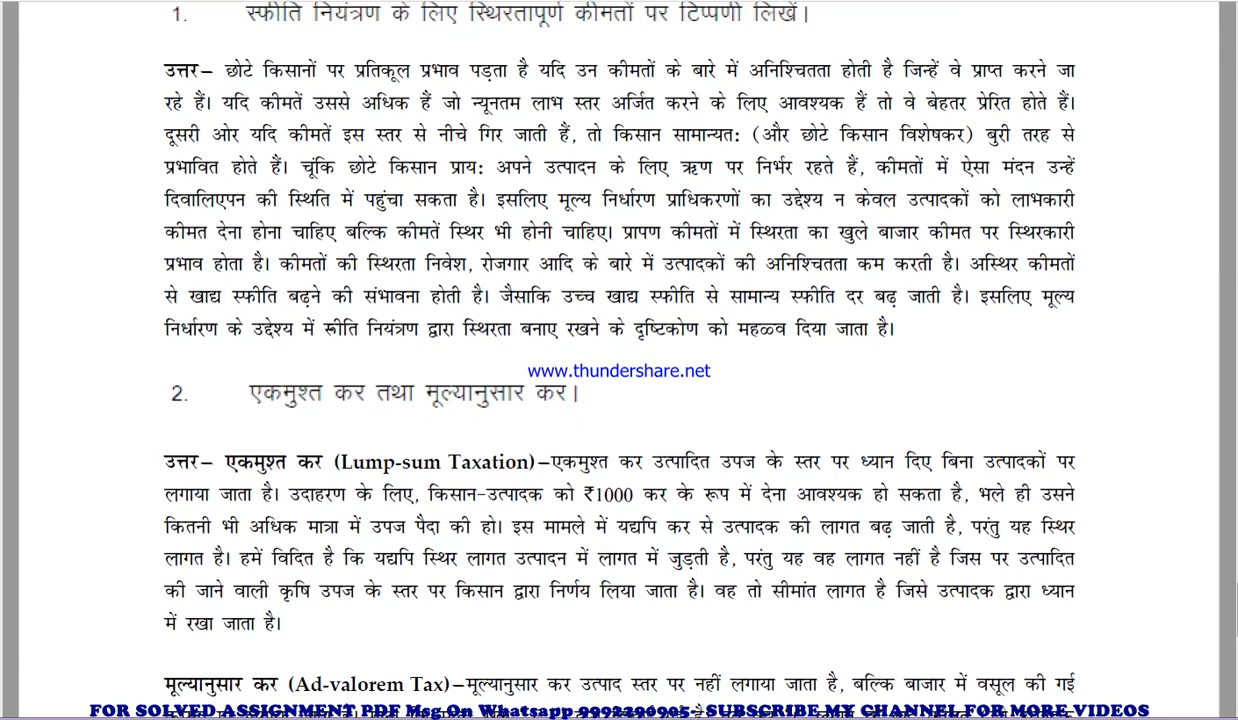 1. स्फीति नियंत्रण के लिए स्थिरतापूर्ण कीमतों पर टिप्पणी लिखें।
उत्तर– छोटे किसानों पर प्रतिकूल प्रभाव पड़ता है यदि उन कीमतों के बारे में अनिश्चितता होती है जिन्हें वे प्राप्त करने जा
रहे हैं। यदि कीमतें उससे अधिक हैं जो न्यूनतम लाभ स्तर अर्जित करने के लिए आवश्यक हैं तो वे बेहतर प्रेरित होते हैं।
दूसरी ओर यदि कीमतें इस स्तर से नीचे गिर जाती हैं, तो किसान सामान्यत: (और छोटे किसान विशेषकर) बुरी तरह से
प्रभावित होते हैं। चूंकि छोटे किसान प्राय: अपने उत्पादन के लिए ऋण पर निर्भर रहते हैं, कीमतों में ऐसा मंदन उन्हें
दिवालिएपन की स्थिति में पहुंचा सकता है। इसलिए मूल्य निर्धारण प्राधिकरणों का उद्देश्य न केवल उत्पादकों को लाभकारी
कीमत देना होना चाहिए बल्कि कीमतें स्थिर भी होनी चाहिए। प्रापण कीमतों में स्थिरता का खुले बाजार कीमत पर स्थिरकारी
प्रभाव होता है। कीमतों की स्थिरता निवेश, रोजगार आदि के बारे में उत्पादकों की अनिश्चितता कम करती है। अस्थिर कीमतों
से खाद्य स्फीति बढ़ने की संभावना होती है। जैसाकि उच्च खाद्य स्फीति से सामान्य स्फीति दर बढ़ जाती है। इसलिए मूल्य
निर्धारण के उद्देश्य में नियंत्रण द्वारा स्थिरता बनाए रखने के दृष्टिकोण को दिया जाता है।
www.thundershare.net
2. एकमुश्त कर तथा मूल्यानुसार कर।
उत्तर– एकमुश्त कर (Lump-sum Taxation)–एकमुश्त कर उत्पादित उपज के स्तर पर ध्यान दिए बिना उत्पादकों पर
लगाया जाता है। उदाहरण के लिए, किसान-उत्पादक को ₹1000 कर के रूप में देना आवश्यक हो सकता है, भले ही उसने
कितनी भी अधिक मात्रा में उपज पैदा की हो। इस मामले में यद्यपि कर से उत्पादक की लागत बढ़ जाती है, परंतु यह स्थिर
लागत है। हमें विदित है कि यद्यपि स्थिर लागत उत्पादन में लागत में जुड़ती है, परंतु यह वह लागत नहीं है जिस पर उत्पादित
की जाने वाली कृषि उपज के स्तर पर किसान द्वारा निर्णय लिया जाता है। वह तो सीमांत लागत है जिसे उत्पादक द्वारा ध्यान
में रखा जाता है।
मूल्यानुसार कर (Ad-valorem Tax)–मूल्यानुसार कर उत्पाद स्तर पर नहीं लगाया जाता है, बल्कि बाजार में वसूल की गई
FOR SOLVED ASSIGNMENT PDF Msg On Whatsapp 9992290905- SUBSCRIBE MY CHANNEL FOR MORE VIDEOS